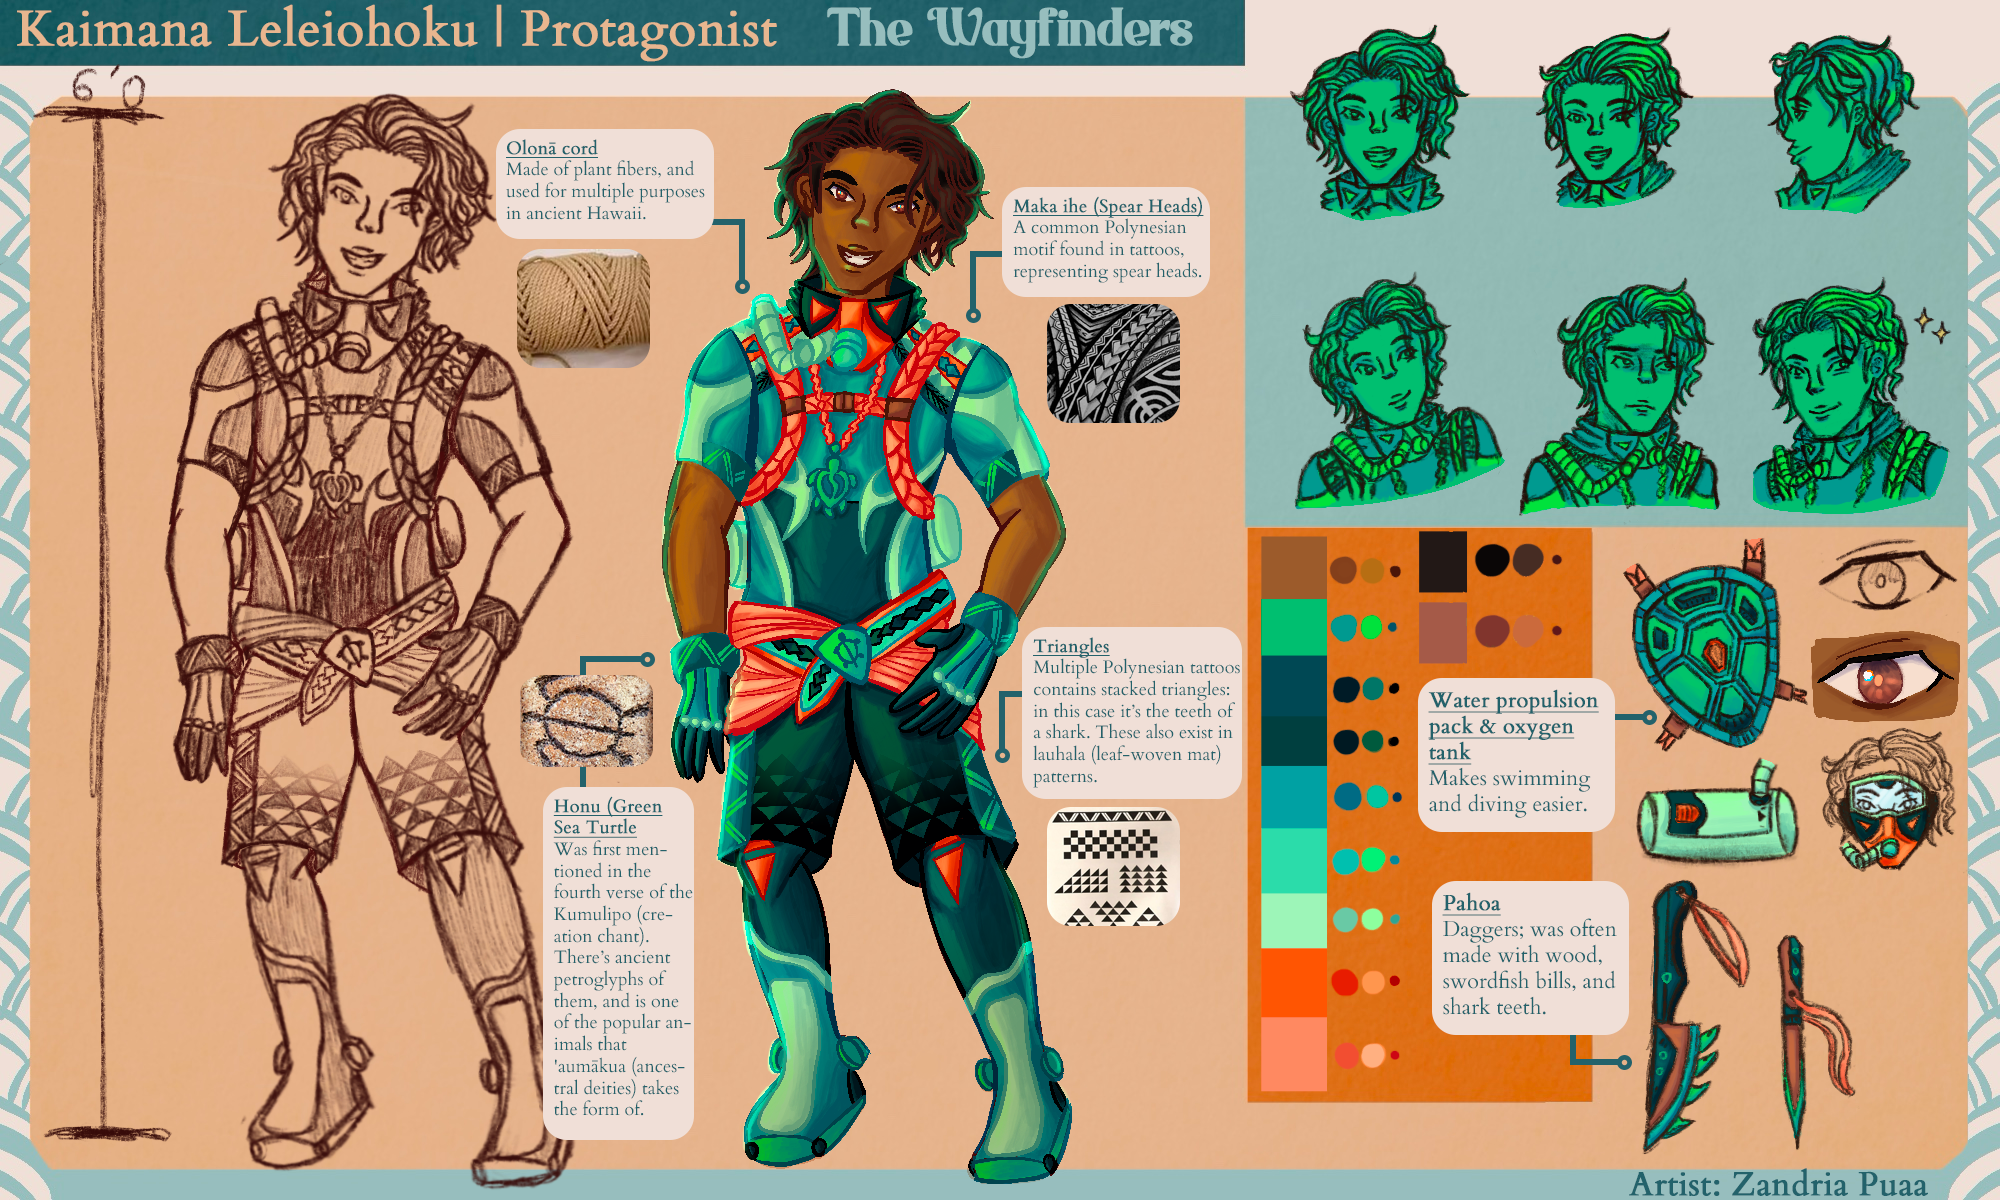 Kaimana Leleiohoku | Protagonist
The Wayfinders
6'0
Olonā cord
Made of plant fibers, and
used for multiple purposes
in ancient Hawaii.
Maka ihe (Spear Heads)
A common Polynesian
motif found in tattoos,
representing spear heads.
Triangles
Multiple Polynesian tattoos
contains stacked triangles:
in this case it's the teeth of
a shark. These also exist in
lauhala (leaf-woven mat)
patterns.
Honu (Green
Sea Turtle
Was first men-
tioned in the
fourth verse of the
Kumulipo (cre-
ation chant).
There's ancient
petroglyphs of
them, and is one
of the popular an-
imals that
'aumākua (ances-
tral deities) takes
the form of.
Water propulsion
pack & oxygen
tank
Makes swimming
and diving easier.
Pahoa
Daggers; was often
made with wood,
swordfish bills, and
shark teeth.
Artist: Zandria Puaa